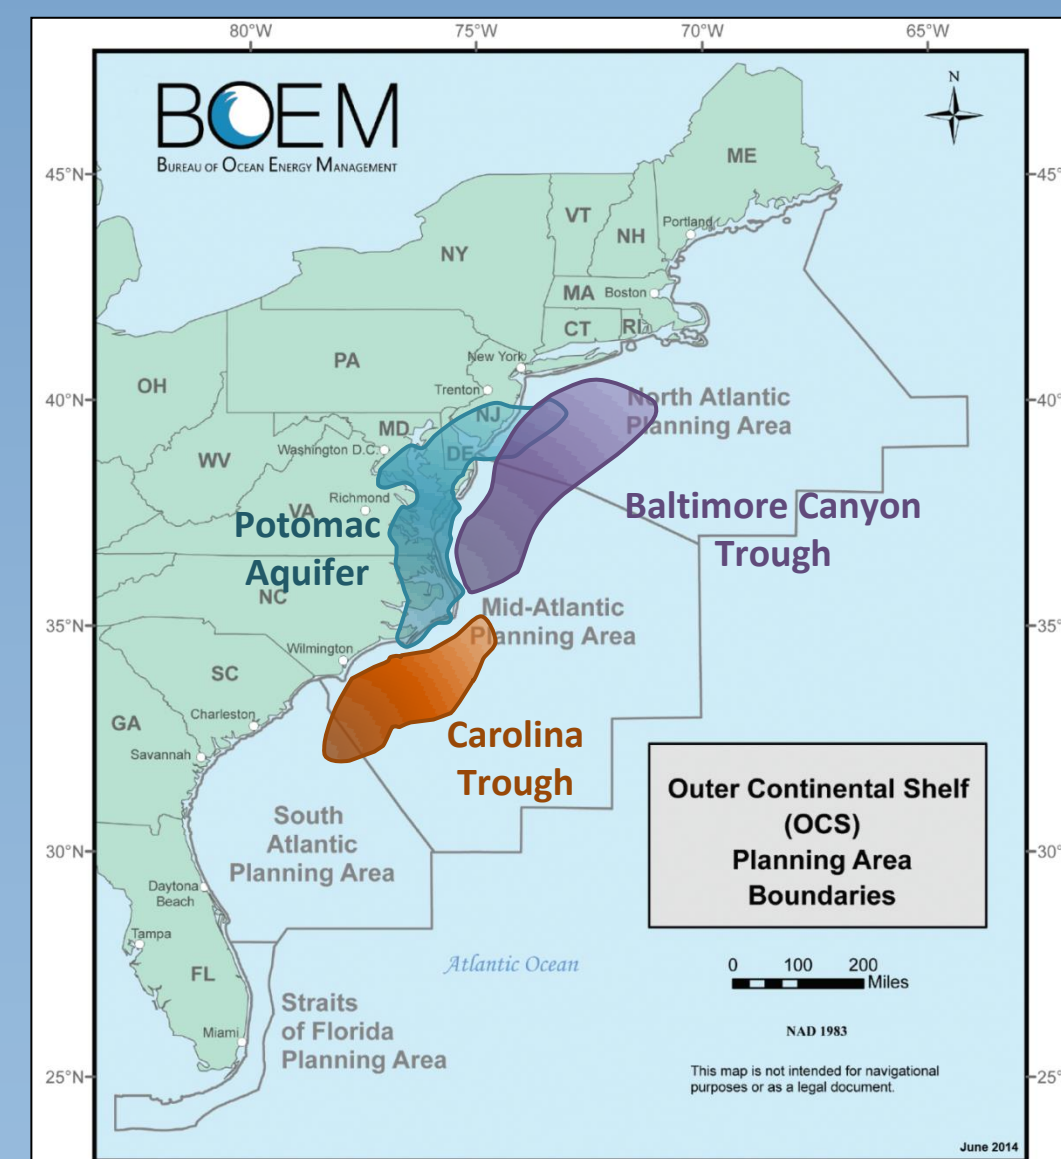 80°W
75°W
70°W
65°W
BOEM
BUREAU OF OCEAN ENERGY MANAGEMENT
N
ME
45°N
45°
VT
Portland
NH
NY
MA
Boston
CT
RI
PA
New York
Trenton
OH
40°N
40°
North Atlantic
Planning Area
NJ
MD
Washington D.C.
DE
WV
Richmond
VA
Potomac
Aquifer
Baltimore Canyon
Trough
NC
Mid-Atlantic
Planning Area
35°N
35°
Wilmington
SC
Charleston
GA
Savannah
Carolina
Trough
Outer Continental Shelf
(OCS)
Planning Area
Boundaries
South
Atlantic
Planning Area
30°N
30°
Daytona
Beach
Tampa
FL
Atlantic Ocean
0 100 200
Miles
Straits
of Florida
Planning Area
Miami
NAD 1983
25°N
25°
This map is not intended for navigational
purposes or as a legal document.
June 2014